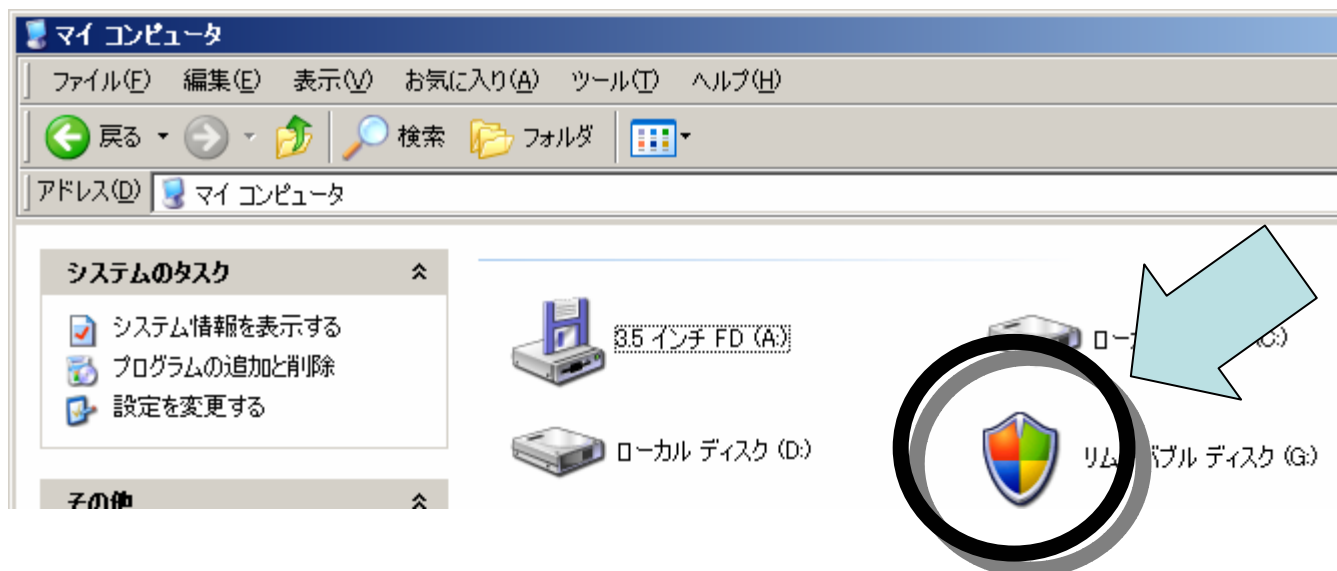 マイ コンピュータ
ファイル(F) 編集(E) 表示(V) お気に入り(A) ツール(T) ヘルプ(H)
戻る 検索 フォルダ
アドレス(D) マイ コンピュータ
システムのタスク
システム情報を表示する
プログラムの追加と削除
設定を変更する
その他
3.5 インチ FD (A:)
(C:)
ローカル ディスク (D:)
ディスク (G:)